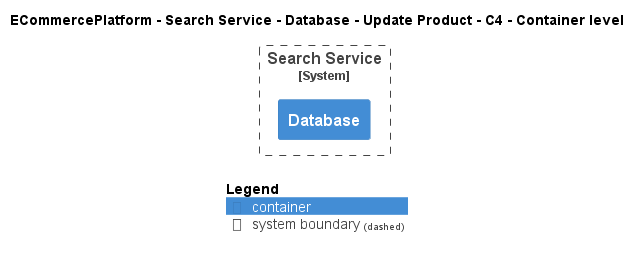 ECommercePlatform - Search Service - Database - Update Product - C4 - Container level
Search Service
[System]
Database
Legend
container
system boundary (dashed)